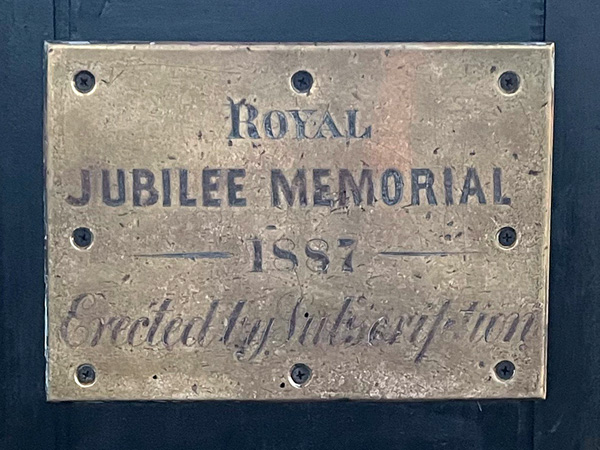 ROYAL
JUBILEE MEMORIAL
1887
Erected by Subscription